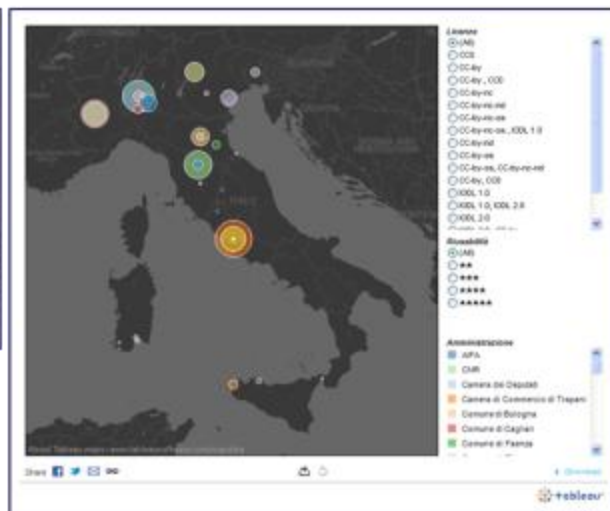 Licenza
(All)
CC0
CC-by
CC-by, CC0
CC-by-nc
CC-by-nc-nd
CC-by-nc-sa
CC-by-nc-sa, IODL 1.0
CC-by-nd
CC-by-sa
CC-by-sa, CC-by-nc-nd
CC-by, CC0
IODL 1.0
IODL 1.0, IODL 2.0
IODL 2.0
Riusabilità
(All)
★★
★★★
★★★★
★★★★★
Amministrazione
AIFA
CNR
Camera dei Deputati
Camera di Commercio di Trapani
Comune di Bologna
Comune di Cagliari
Comune di Faenza
Share
Download
+tableau